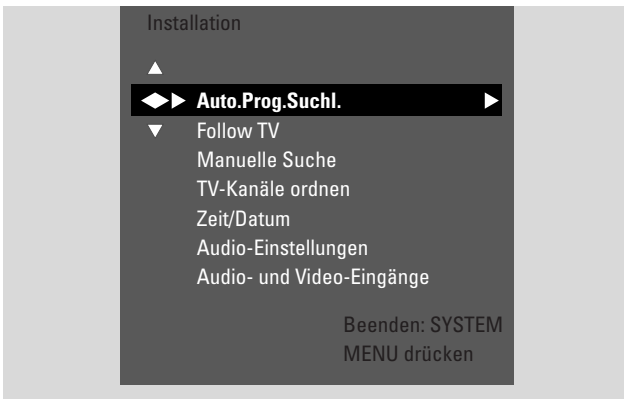 Installation
Auto.Prog.Suchl.
Follow TV
Manuelle Suche
TV-Kanäle ordnen
Zeit/Datum
Audio-Einstellungen
Audio- und Video-Eingänge
Beenden: SYSTEM
MENU drücken